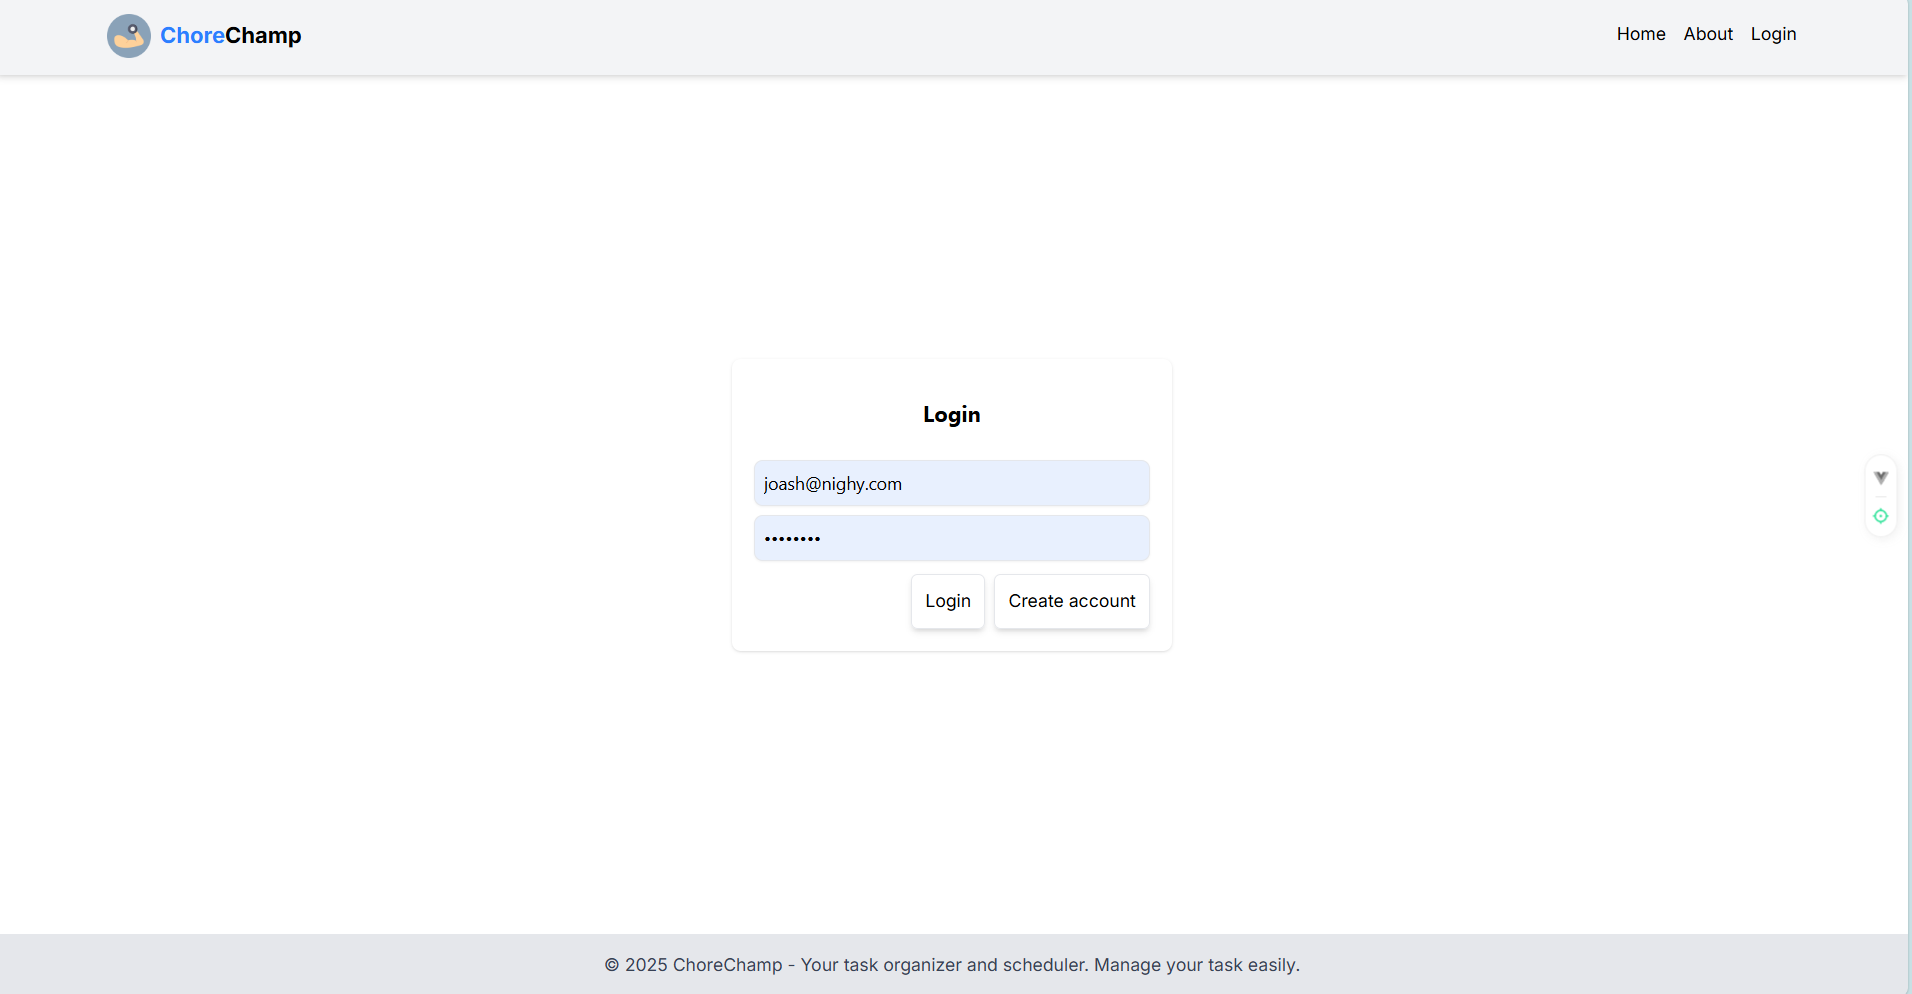 ChoreChamp
Home About Login
Login
joash@nighy.com
••••••••
Login Create account
© 2025 ChoreChamp - Your task organizer and scheduler. Manage your task easily.